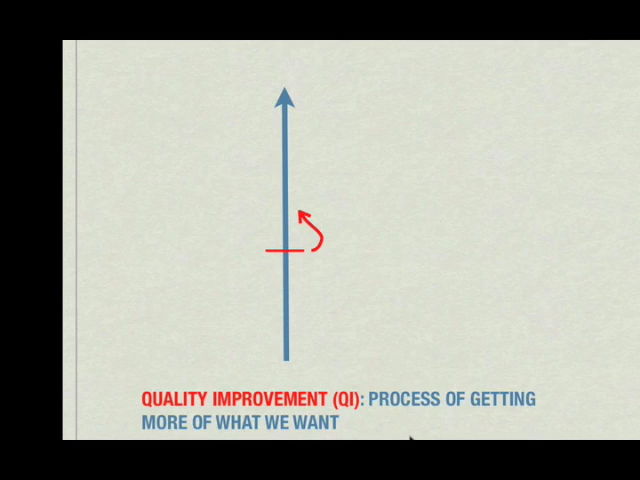 QUALITY IMPROVEMENT (QI): PROCESS OF GETTING
MORE OF WHAT WE WANT